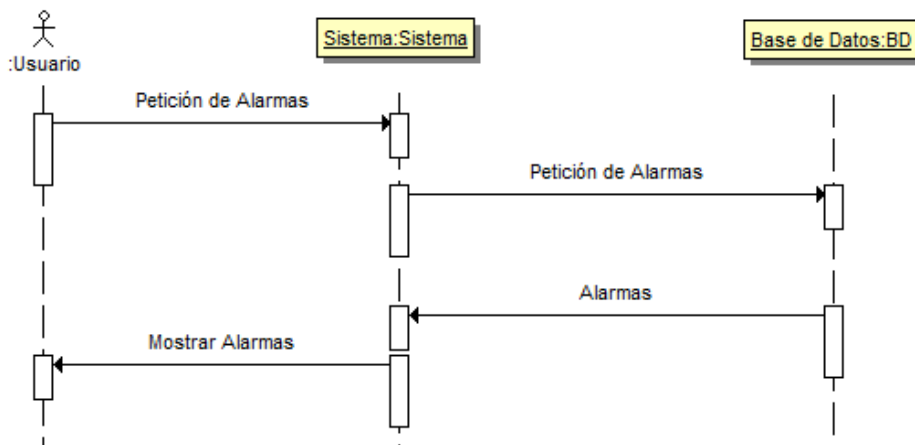 Sistema:Sistema
Base de Datos:BD
:Usuario
Petición de Alarmas
Petición de Alarmas
Alarmas
Mostrar Alarmas